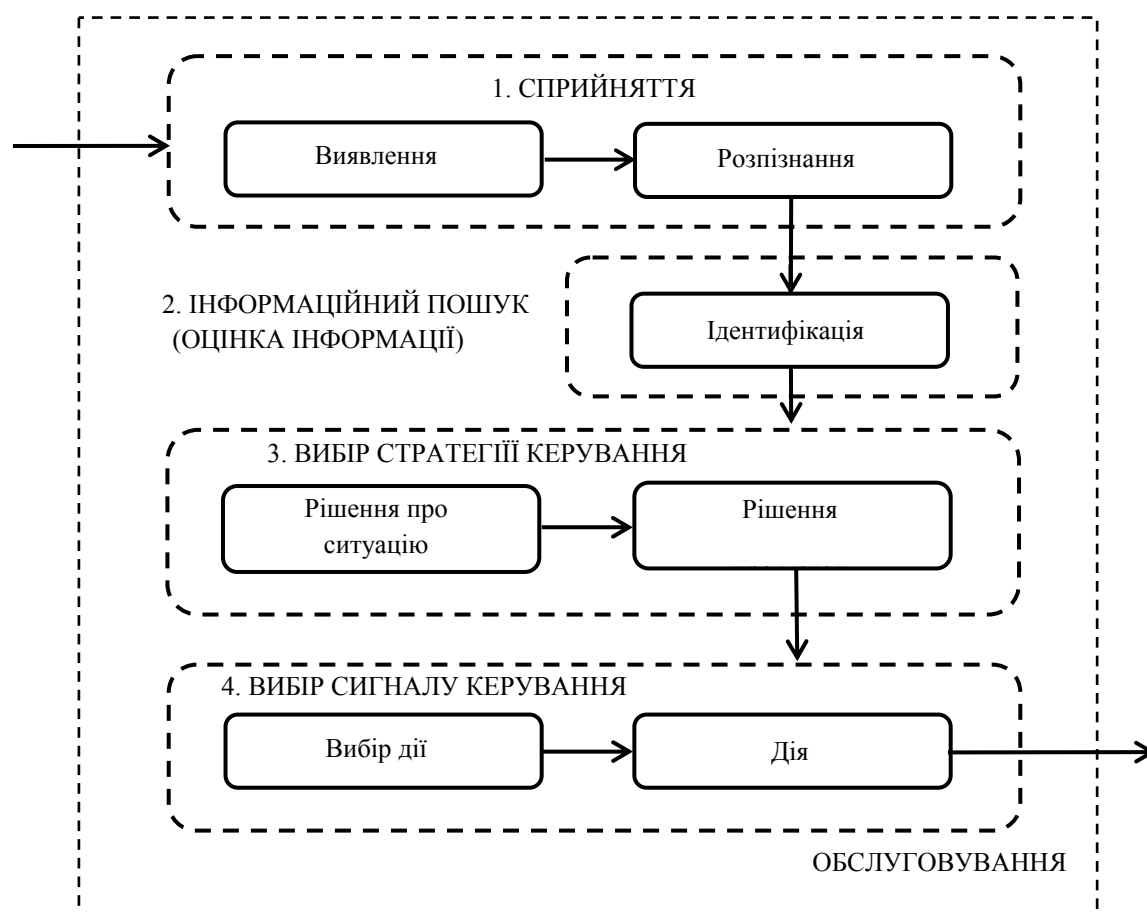 1. СПРИЙНЯТТЯ
Виявлення
Розпізнання
2. ІНФОРМАЦІЙНИЙ ПОШУК
(ОЦІНКА ІНФОРМАЦІЇ)
Ідентифікація
3. ВИБІР СТРАТЕГІЇЇ КЕРУВАННЯ
Рішення про
ситуацію
Рішення
4. ВИБІР СИГНАЛУ КЕРУВАННЯ
Вибір дії
Дія
ОБСЛУГОВУВАННЯ